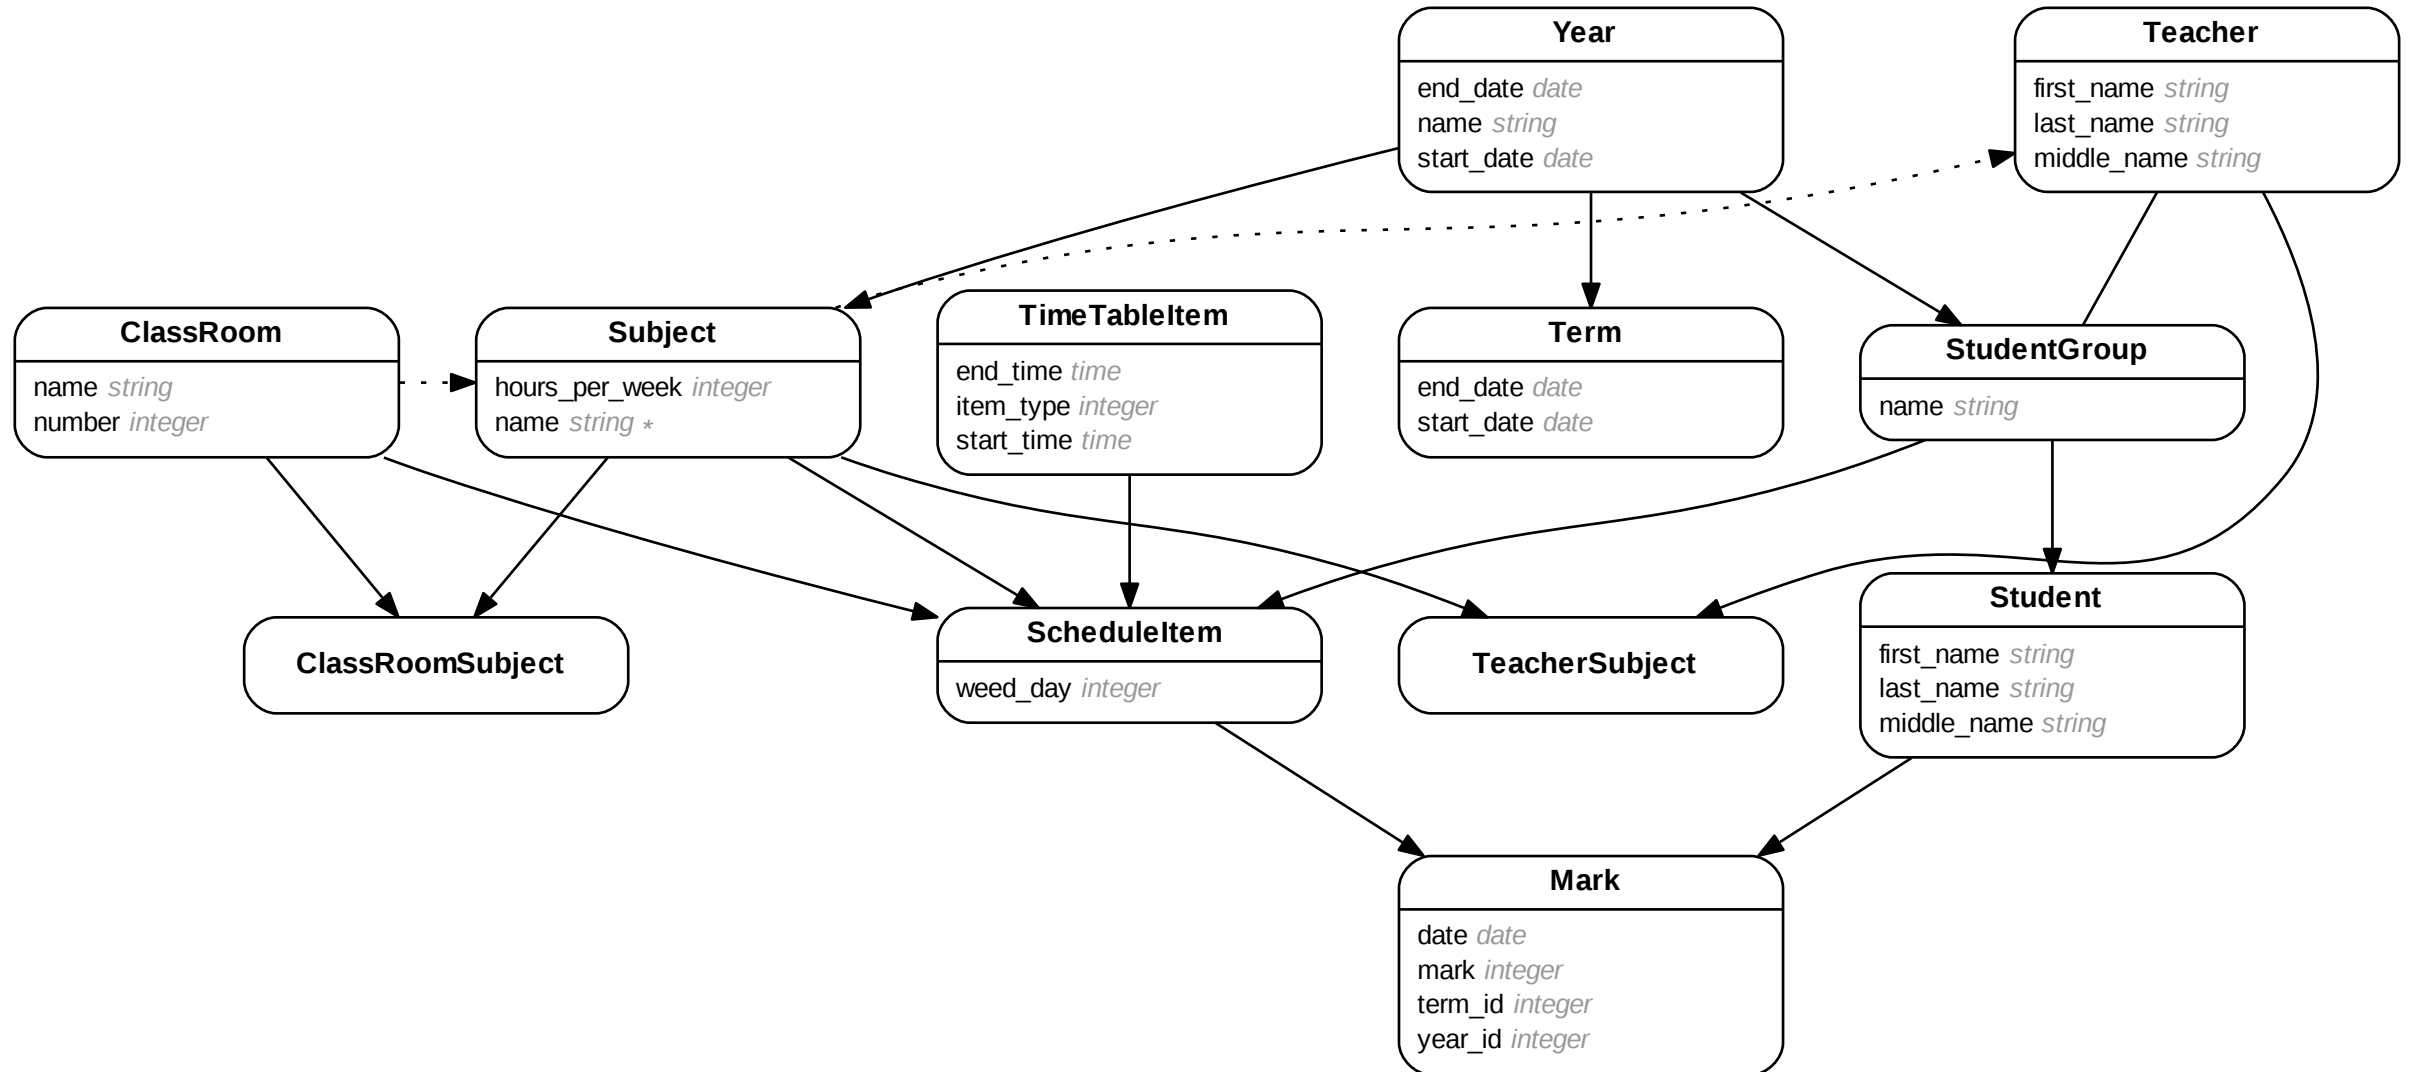 Year
end_date date
name string
start_date date
Teacher
first_name string
last_name string
middle_name string
ClassRoom
name string
number integer
Subject
hours_per_week integer
name string *
TimeTableItem
end_time time
item_type integer
start_time time
Term
end_date date
start_date date
StudentGroup
name string
ClassRoomSubject
ScheduleItem
weed_day integer
TeacherSubject
Student
first_name string
last_name string
middle_name string
Mark
date date
mark integer
term_id integer
year_id integer